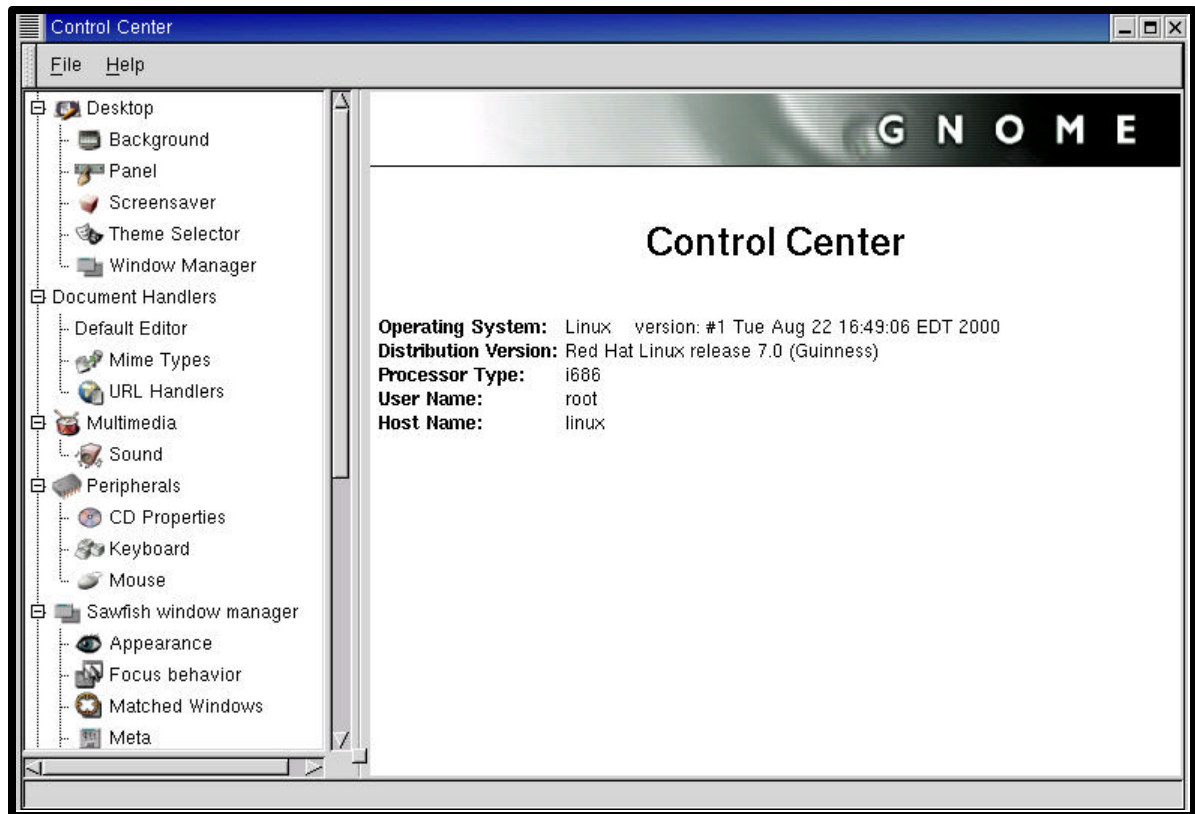 Control Center
File Help
Desktop
Background
Panel
Screensaver
Theme Selector
Window Manager
Document Handlers
Default Editor
Mime Types
URL Handlers
Multimedia
Sound
Peripherals
CD Properties
Keyboard
Mouse
Sawfish window manager
Appearance
Focus behavior
Matched Windows
Meta
GNOME
Control Center
Operating System: Linux version: #1 Tue Aug 22 16:49:06 EDT 2000
Distribution Version: Red Hat Linux release 7.0 (Guinness)
Processor Type: i686
User Name: root
Host Name: linux